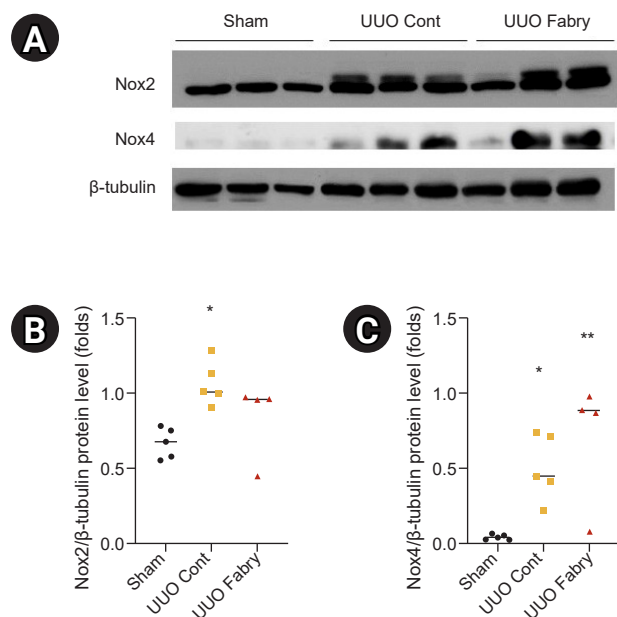 A
Sham UUO Cont UUO Fabry
Nox2
Nox4
β-tubulin
B
Nox2/β-tubulin protein level (folds)
1.5
1.0
0.5
0.0
*
Sham
UUO Cont
UUO Fabry
C
Nox4/β-tubulin protein level (folds)
1.5
1.0
0.5
0.0
*
**
Sham
UUO Cont
UUO Fabry